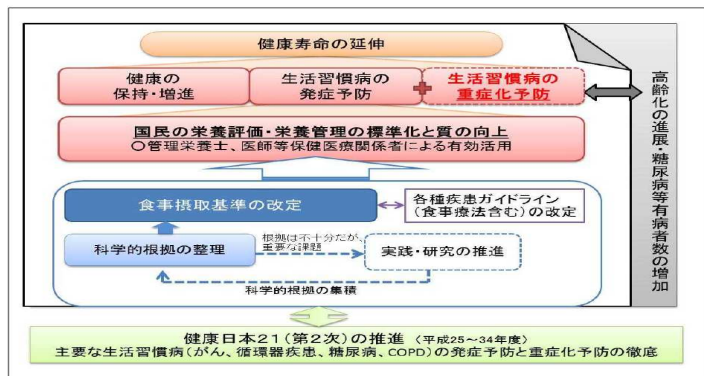 健康寿命の延伸
健康の
保持・増進
生活習慣病の
発症予防
生活習慣病の
重症化予防
国民の栄養評価・栄養管理の標準化と質の向上
○管理栄養士、医師等保健医療関係者による有効活用
食事摂取基準の改定
各種疾患ガイドライン
(食事療法含む)の改定
科学的根拠の整理
根拠は不十分だが、
重要な課題
実践・研究の推進
科学的根拠の集積
高齢化の進展・糖尿病等有病者数の増加
健康日本21(第2次)の推進 (平成25~34年度)
主要な生活習慣病(がん、循環器疾患、糖尿病、COPD)の発症予防と重症化予防の徹底